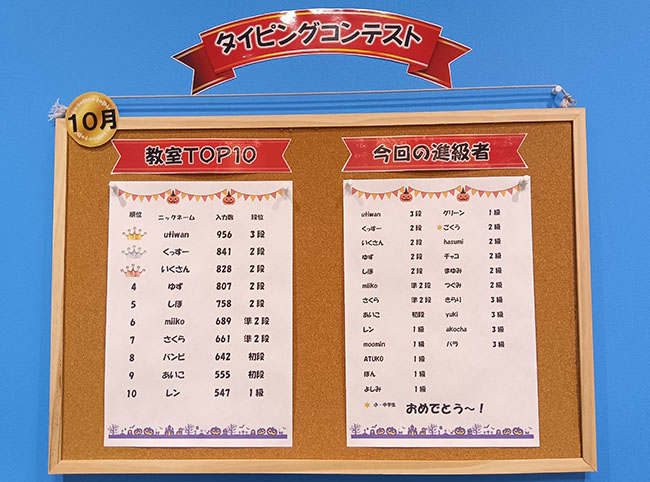 タイピングコンテスト
10月
教室TOP10
順位 ニックネーム 入力数 段位
utiwan 956 3段
くっすー 841 2段
いくさん 828 2段
4 ゆず 807 2段
5 しほ 758 2段
6 miiko 689 準2段
7 さくら 661 準2段
8 バンビ 642 初段
9 あいこ 555 初段
10 レン 547 1級
今回の進級者
utiwan 3段 グリーン 1級
くっすー 2段 *ごくう 2級
いくさん 2段 hasumi 2級
ゆず 2段 チャコ 2級
しほ 2段 まゆみ 2級
miiko 準2段 つぐみ 2級
さくら 準2段 きらり 3級
あいこ 初段 yuki 3級
レン 1級 akocha 3級
moomin 1級 バラ 3級
ATUKO 1級
ぽん 1級
よしみ 1級
*小・中学生 おめでとう～！